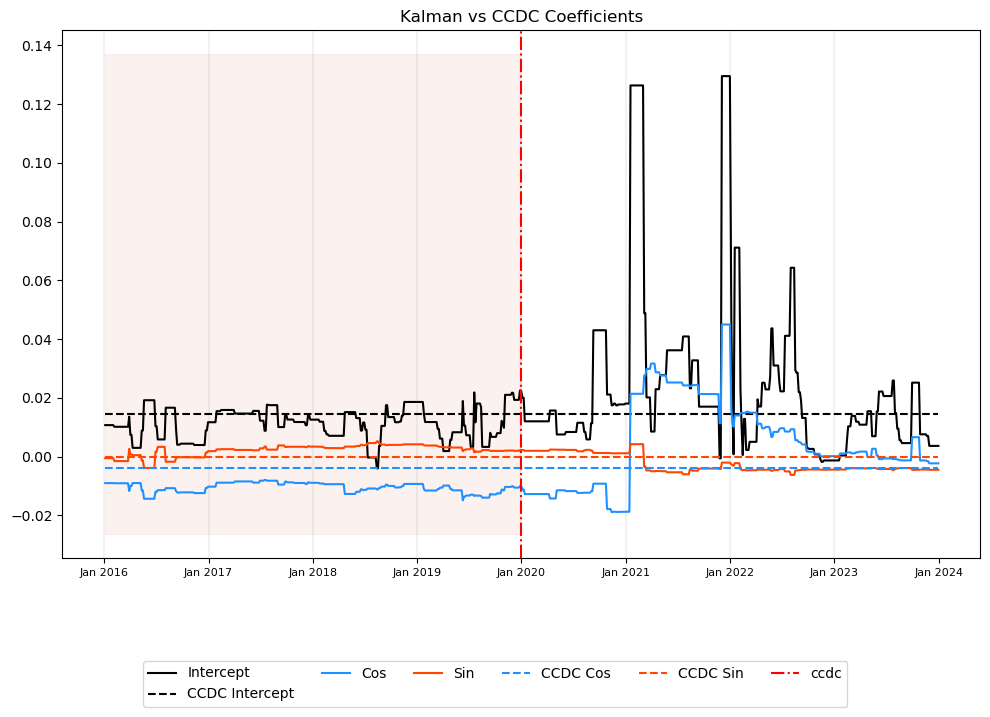 Kalman vs CCDC Coefficients
0.14
0.12
0.10
0.08
0.06
0.04
0.02
0.00
−0.02
Jan 2016 Jan 2017 Jan 2018 Jan 2019 Jan 2020 Jan 2021 Jan 2022 Jan 2023 Jan 2024
Intercept Cos Sin CCDC Cos CCDC Sin ccdc
CCDC Intercept